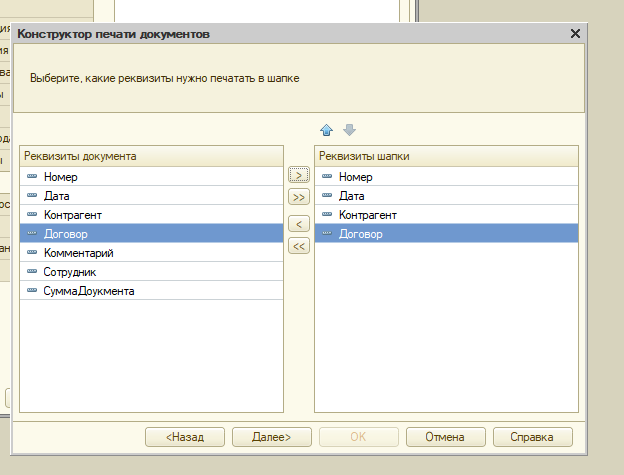 Конструктор печати документов
Выберите, какие реквизиты нужно печатать в шапке
Реквизиты документа
Номер
Дата
Контрагент
Договор
Комментарий
Сотрудник
СуммаДоукмента
>
>>
<
<<
Реквизиты шапки
Номер
Дата
Контрагент
Договор
<Назад
Далее>
OK
Отмена
Справка